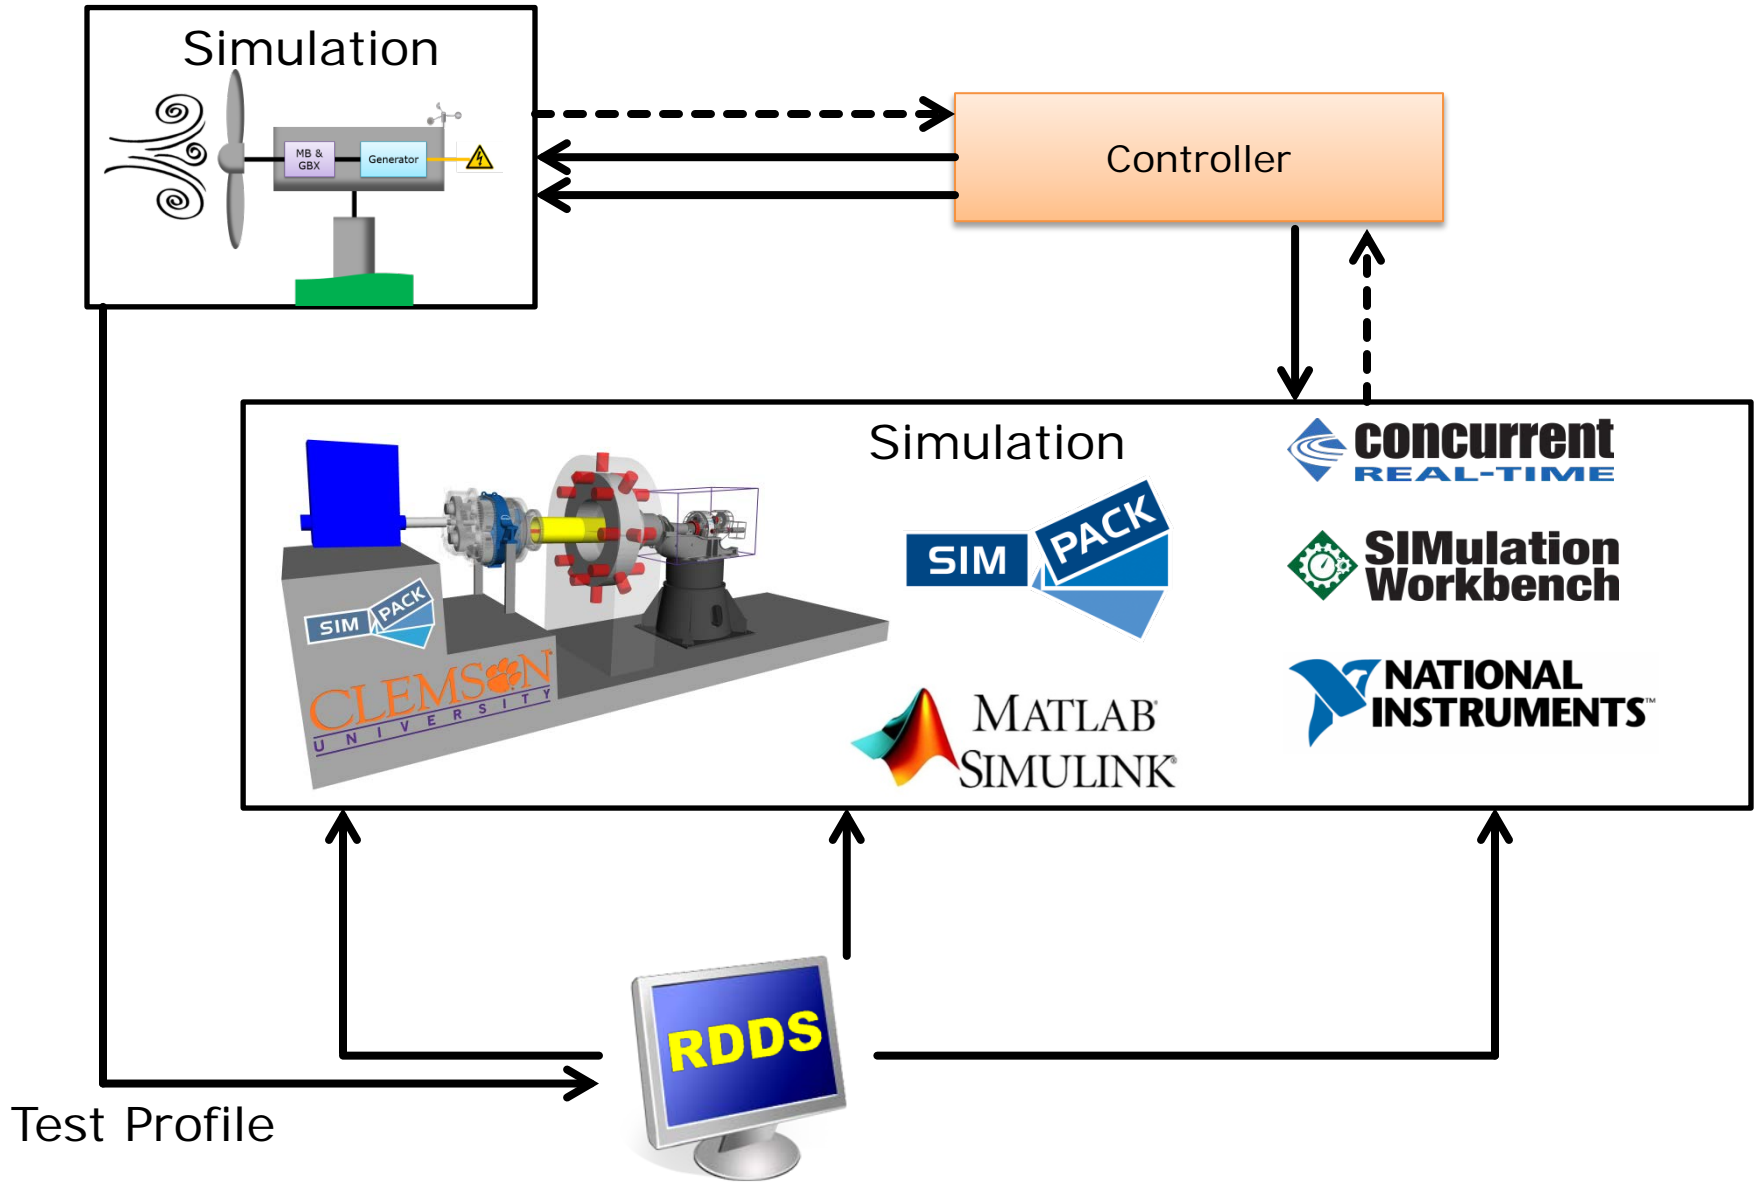 Simulation
MB &
GBX
Generator
Controller
Simulation
CONCURRENT
REAL-TIME
SIM PACK
SIMulation
Workbench
SIM PACK
CLEMSON
UNIVERSITY
NATIONAL
INSTRUMENTS™
MATLAB®
SIMULINK®
RDDS
Test Profile